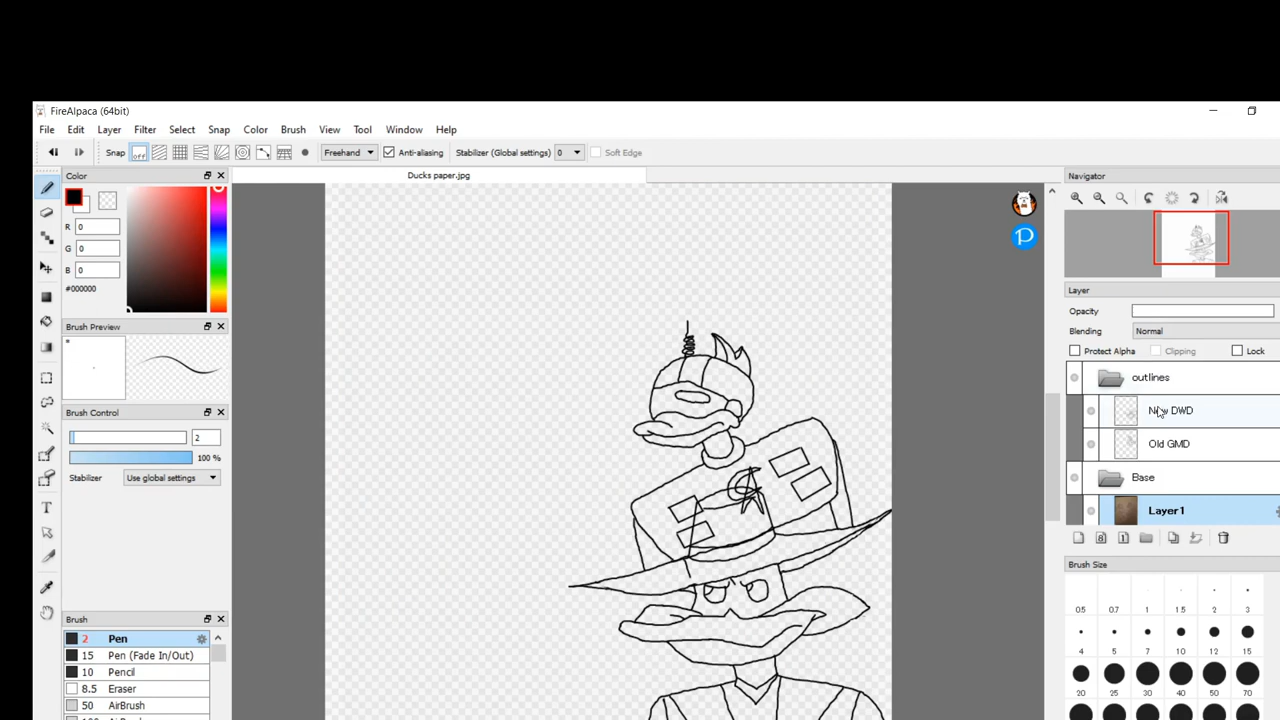 FireAlpaca (64bit)
File Edit Layer Filter Select Snap Color Brush View Tool Window Help
Snap off Freehand Anti-aliasing Stabilizer (Global settings) 0 Soft Edge
Color
Ducks paper.jpg
Navigator
R 0
G 0
B 0
#000000
Layer
Opacity
Brush Preview
Blending Normal
Protect Alpha Clipping Lock
outlines
New DWD
Brush Control
2
Old GMD
100 %
Stabilizer Use global settings
Base
Layer1
Brush Size
0.5 0.7 1 1.5 2 3
Brush
4 5 7 10 12 15
2 Pen
15 Pen (Fade In/Out)
10 Pencil
8.5 Eraser
20 25 30 40 50 70
50 AirBrush